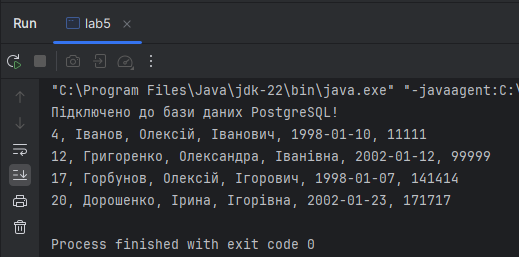 Run lab5
"C:\Program Files\Java\jdk-22\bin\java.exe" "-javaagent:C:\
Підключено до бази даних PostgreSQL!
4, Іванов, Олексій, Іванович, 1998-01-10, 11111
12, Григоренко, Олександра, Іванівна, 2002-01-12, 99999
17, Горбунов, Олексій, Ігорович, 1998-01-07, 141414
20, Дорошенко, Ірина, Ігорівна, 2002-01-23, 171717
Process finished with exit code 0